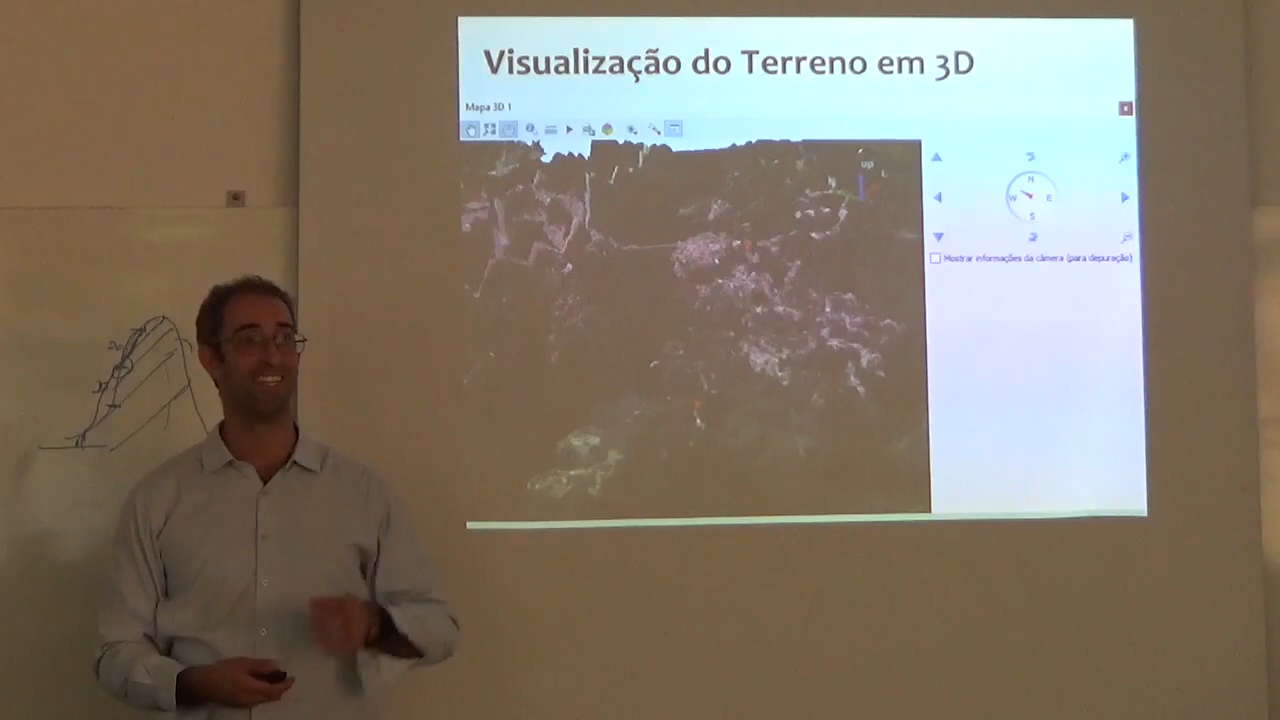 Visualização do Terreno em 3D
Mapa 3D 1
up
N
W E
S
Mostrar informações da câmera (para depuração)